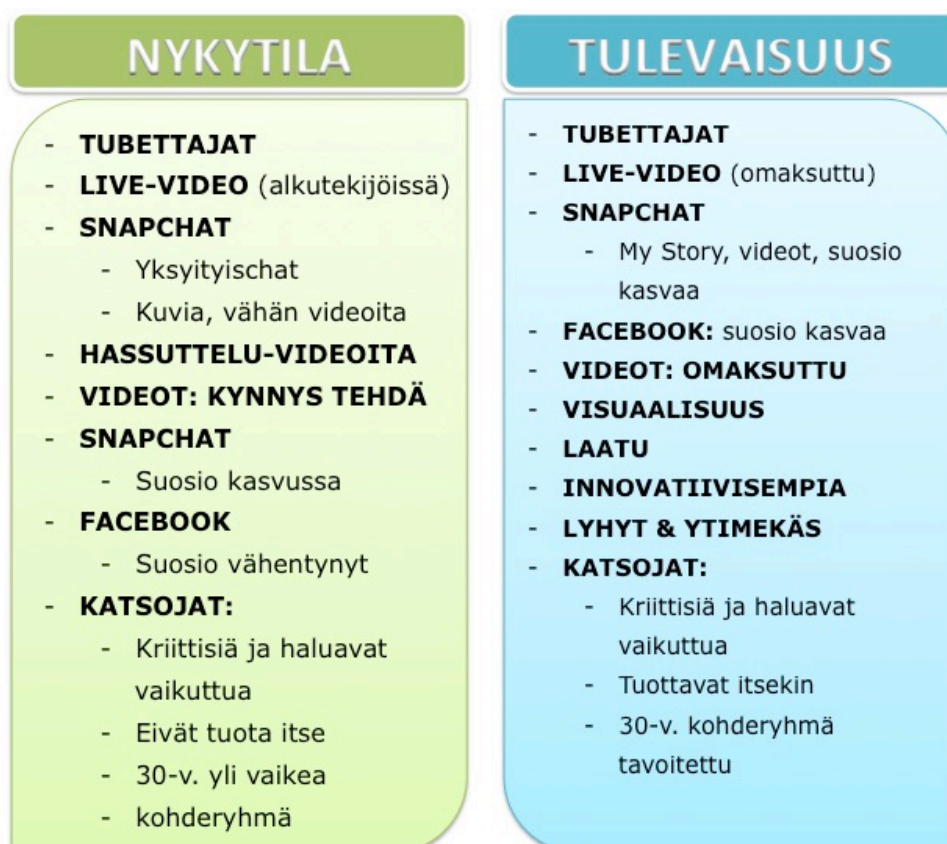 NYKYTILA
- TUBETTAJAT
- LIVE-VIDEO (alkutekijöissä)
- SNAPCHAT
- Yksyityischat
- Kuvia, vähän videoita
- HASSUTTELU-VIDEOITA
- VIDEOT: KYNNYS TEHDÄ
- SNAPCHAT
- Suosio kasvussa
- FACEBOOK
- Suosio vähentynyt
- KATSOJAT:
- Kriittisiä ja haluavat
vaikuttua
- Eivät tuota itse
- 30-v. yli vaikea
- kohderyhmä
TULEVAISUUS
- TUBETTAJAT
- LIVE-VIDEO (omaksuttu)
- SNAPCHAT
- My Story, videot, suosio
kasvaa
- FACEBOOK: suosio kasvaa
- VIDEOT: OMAKSUTTU
- VISUAALISUUS
- LAATU
- INNOVATIIVISEMPIA
- LYHYT & YTIMEKÄS
- KATSOJAT:
- Kriittisiä ja haluavat
vaikuttua
- Tuottavat itsekin
- 30-v. kohderyhmä
tavoitettu